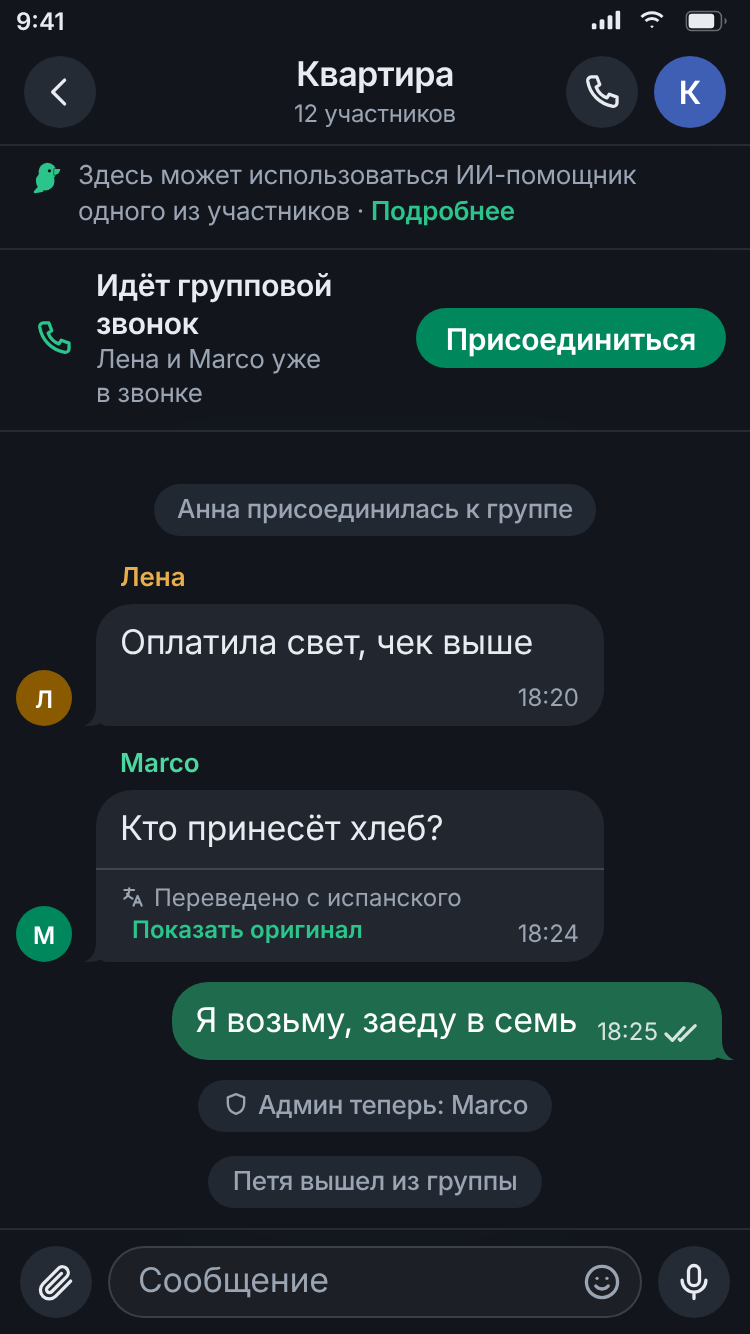 9:41
Квартира
12 участников
К
Здесь может использоваться ИИ-помощник
одного из участников · Подробнее
Идёт групповой
звонок
Лена и Marco уже
в звонке
Присоединиться
Анна присоединилась к группе
Лена
Оплатила свет, чек выше
18:20
Л
Marco
Кто принесёт хлеб?
Переведено с испанского
Показать оригинал
18:24
M
Я возьму, заеду в семь 18:25
Админ теперь: Marco
Петя вышел из группы
Сообщение